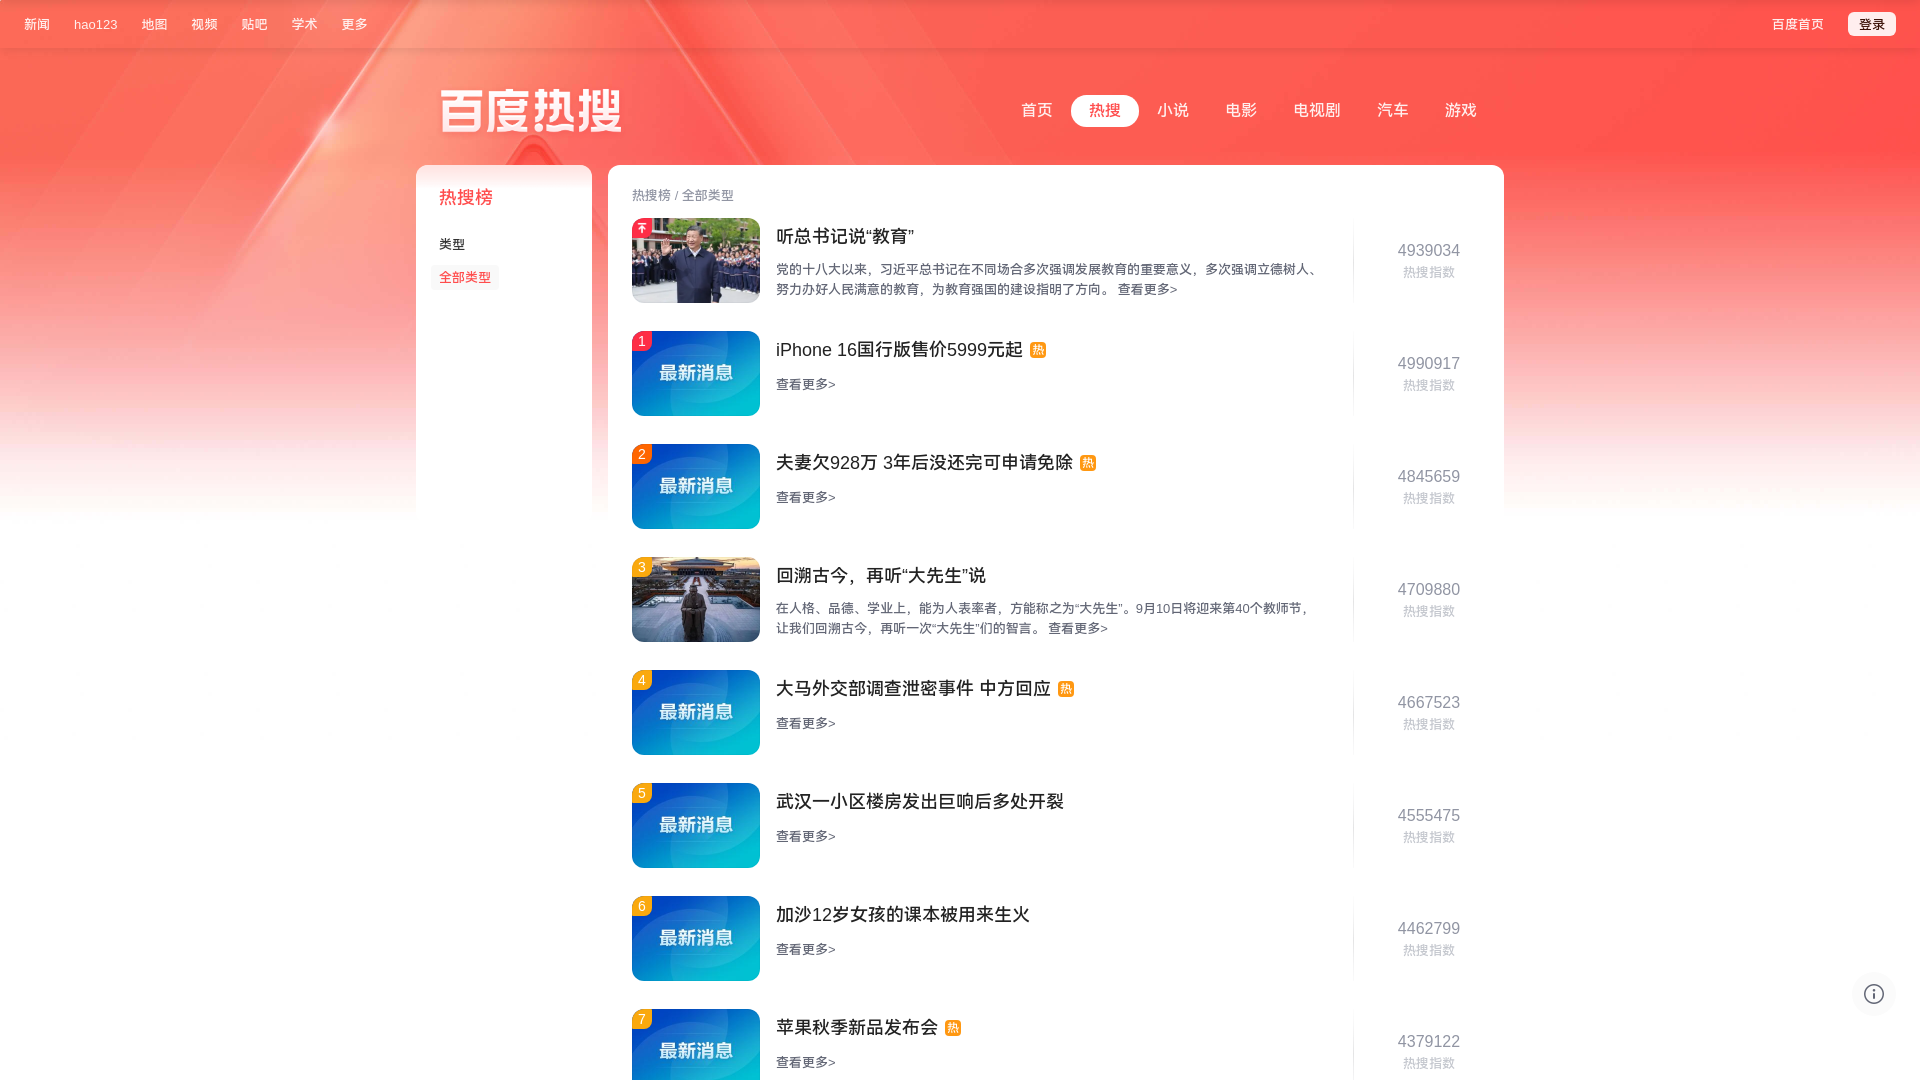 新闻 hao123 地图 视频 贴吧 学术 更多 百度首页 登录
百度热搜
首页 热搜 小说 电影 电视剧 汽车 游戏
热搜榜
类型
全部类型
热搜榜 / 全部类型
听总书记说“教育”
党的十八大以来，习近平总书记在不同场合多次强调发展教育的重要意义，多次强调立德树人、
努力办好人民满意的教育，为教育强国的建设指明了方向。 查看更多>
4939034
热搜指数
1
最新消息
iPhone 16国行版售价5999元起 热
查看更多>
4990917
热搜指数
2
最新消息
夫妻欠928万 3年后没还完可申请免除 热
查看更多>
4845659
热搜指数
3
回溯古今，再听“大先生”说
在人格、品德、学业上，能为人表率者，方能称之为“大先生”。9月10日将迎来第40个教师节，
让我们回溯古今，再听一次“大先生”们的智言。 查看更多>
4709880
热搜指数
4
最新消息
大马外交部调查泄密事件 中方回应 热
查看更多>
4667523
热搜指数
5
最新消息
武汉一小区楼房发出巨响后多处开裂
查看更多>
4555475
热搜指数
6
最新消息
加沙12岁女孩的课本被用来生火
查看更多>
4462799
热搜指数
7
最新消息
苹果秋季新品发布会 热
查看更多>
4379122
热搜指数